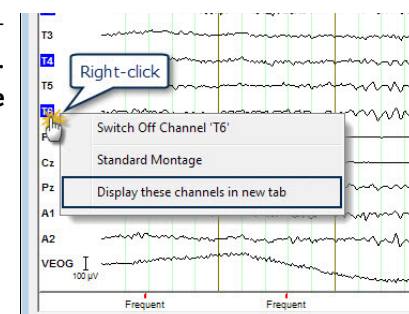 T3
T4
Right-click
T5
T6
Switch Off Channel 'T6'
Cz
Standard Montage
Pz
Display these channels in new tab
A1
A2
VEOG
100 µV
Frequent Frequent